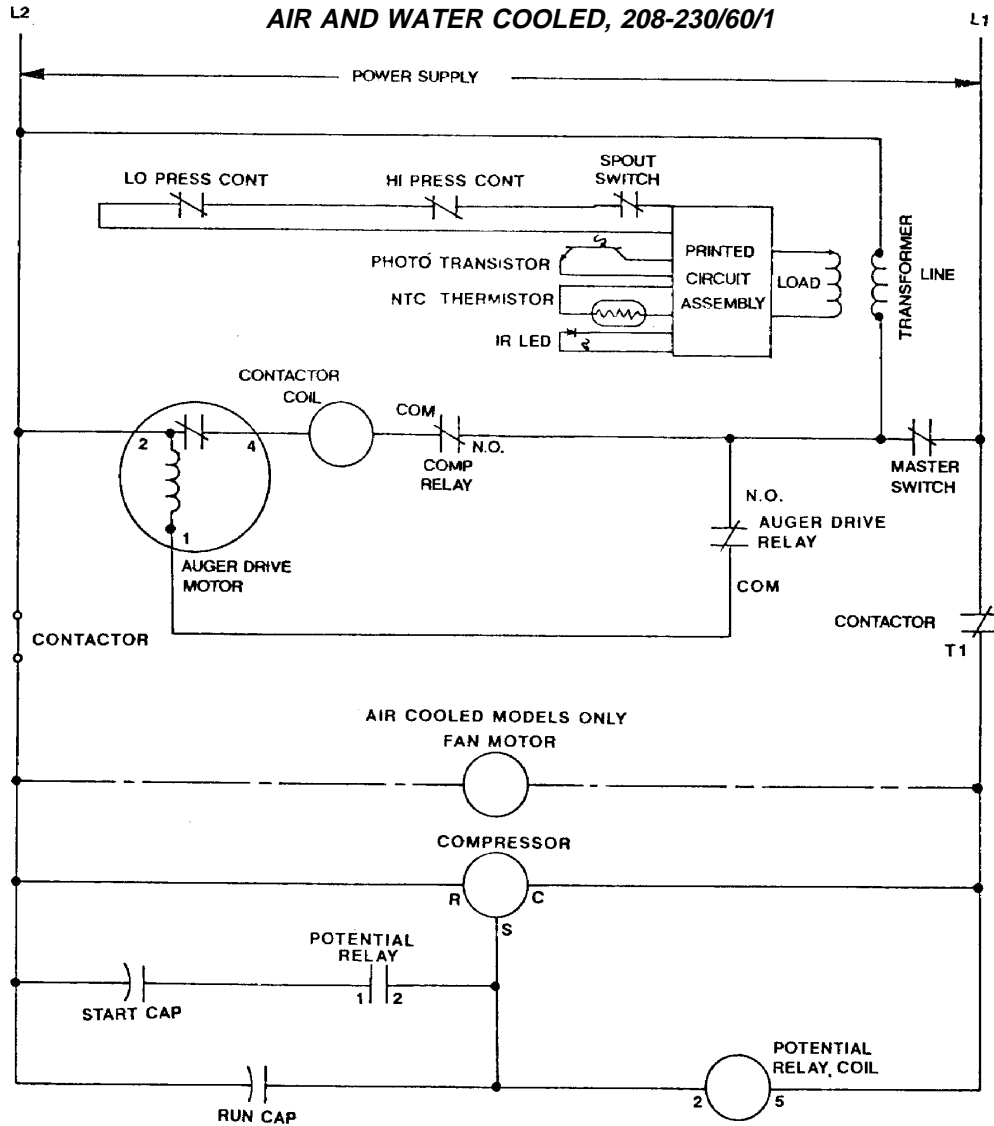 AIR AND WATER COOLED, 208-230/60/1
L2
L1
POWER SUPPLY
LO PRESS CONT
HI PRESS CONT
SPOUT
SWITCH
PHOTO TRANSISTOR
NTC THERMISTOR
IR LED
PRINTED
CIRCUIT
ASSEMBLY
LOAD
TRANSFORMER
LINE
CONTACTOR
COIL
2
4
1
AUGER DRIVE
MOTOR
COM
N.O.
COMP
RELAY
MASTER
SWITCH
N.O.
AUGER DRIVE
RELAY
COM
CONTACTOR
CONTACTOR
T1
AIR COOLED MODELS ONLY
FAN MOTOR
COMPRESSOR
R
C
S
POTENTIAL
RELAY
1
2
START CAP
RUN CAP
POTENTIAL
RELAY, COIL
2
5